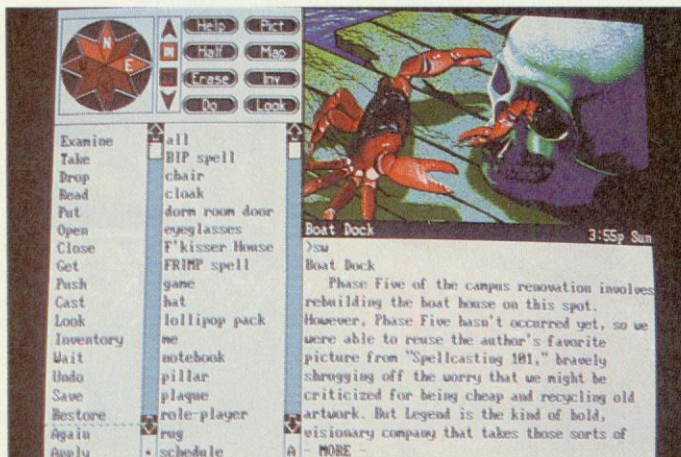 N
E
IN
Help
Pict
Half
Map
Erase
Inv
Do
Look
Examine
Take
Drop
Read
Put
Open
Close
Get
Push
Cast
Look
Inventory
Wait
Undo
Save
Restore
Again
Apply
all
BIP spell
chair
cloak
dorm room door
eyeglasses
F'kisser House
FRIMP spell
game
hat
lollipop pack
me
notebook
pillar
plaque
role-player
rug
schedule
Boat Dock 3:55p Sun
>sw
Boat Dock
Phase Five of the campus renovation involves
rebuilding the boat house on this spot.
However, Phase Five hasn't occurred yet, so we
were able to reuse the author's favorite
picture from "Spellcasting 101," bravely
shrugging off the worry that we might be
criticized for being cheap and recycling old
artwork. But Legend is the kind of bold,
visionary company that takes those sorts of
- MORE -